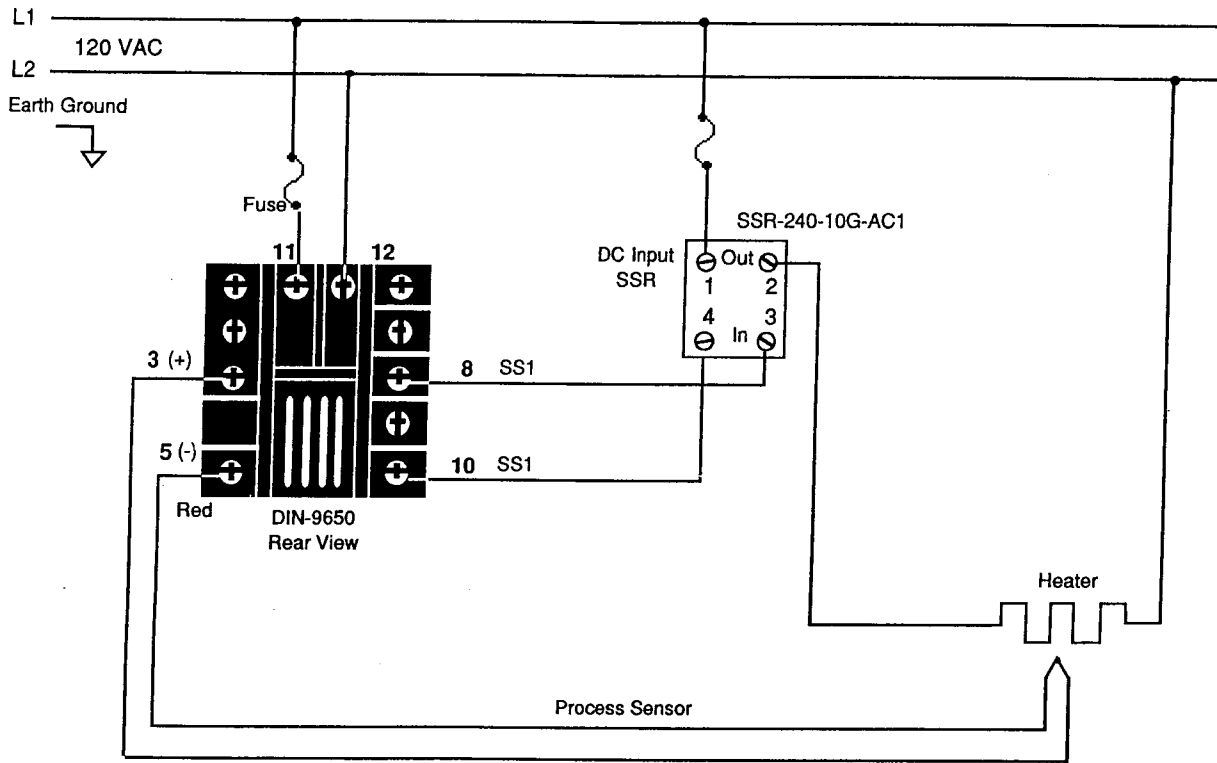 L1
120 VAC
L2
Earth Ground
Fuse
11
12
SSR-240-10G-AC1
DC Input
SSR
Out
1
2
4
3
In
3 (+)
8 SS1
5 (-)
10 SS1
Red
DIN-9650
Rear View
Heater
Process Sensor